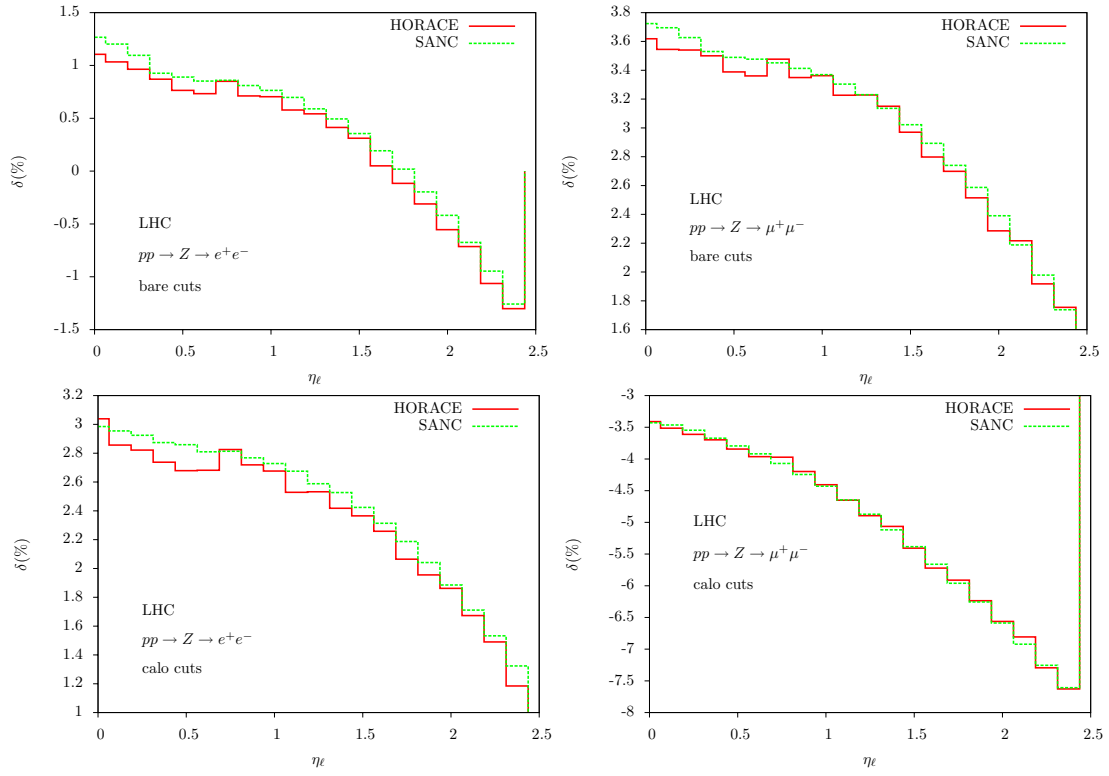 1.5
1
0.5
0
-0.5
-1
-1.5
0 0.5 1 1.5 2 2.5
δ(%)
ηℓ
HORACE
SANC
LHC
pp → Z → e⁺e⁻
bare cuts
3.8
3.6
3.4
3.2
3
2.8
2.6
2.4
2.2
2
1.8
1.6
0 0.5 1 1.5 2 2.5
δ(%)
ηℓ
HORACE
SANC
LHC
pp → Z → μ⁺μ⁻
bare cuts
3.2
3
2.8
2.6
2.4
2.2
2
1.8
1.6
1.4
1.2
1
0 0.5 1 1.5 2 2.5
δ(%)
ηℓ
HORACE
SANC
LHC
pp → Z → e⁺e⁻
calo cuts
-3
-3.5
-4
-4.5
-5
-5.5
-6
-6.5
-7
-7.5
-8
0 0.5 1 1.5 2 2.5
δ(%)
ηℓ
HORACE
SANC
LHC
pp → Z → μ⁺μ⁻
calo cuts